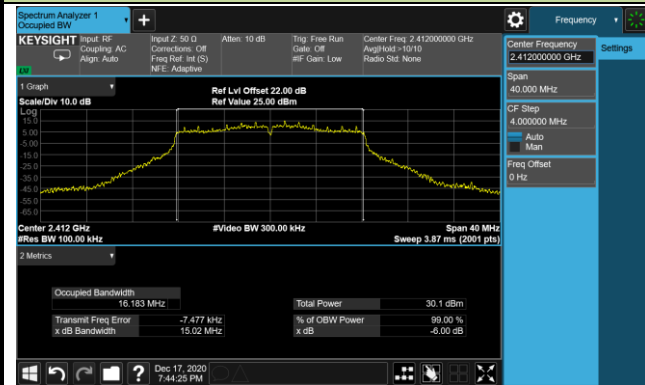 Spectrum Analyzer 1
Occupied BW
+
Frequency
KEYSIGHT
Input: RF
Coupling: AC
Align: Auto
Input Z: 50 Ω
Corrections: Off
Freq Ref: Int (S)
NFE: Adaptive
Atten: 10 dB
Trig: Free Run
Gate: Off
#IF Gain: Low
Center Freq: 2.412000000 GHz
Avg|Hold:>10/10
Radio Std: None
Center Frequency
2.412000000 GHz
Settings
Span
40.000 MHz
CF Step
4.000000 MHz
Auto
Man
Freq Offset
0 Hz
1 Graph
Scale/Div 10.0 dB
Ref Lvl Offset 22.00 dB
Ref Value 25.00 dBm
Log
15.0
5.00
-5.00
-15.0
-25.0
-35.0
-45.0
-55.0
-65.0
Center 2.412 GHz
#Res BW 100.00 kHz
#Video BW 300.00 kHz
Span 40 MHz
Sweep 3.87 ms (2001 pts)
2 Metrics
Occupied Bandwidth
16.183 MHz
Total Power
30.1 dBm
Transmit Freq Error
-7.477 kHz
% of OBW Power
99.00 %
x dB Bandwidth
15.02 MHz
x dB
-6.00 dB
?
Dec 17, 2020
7:44:25 PM